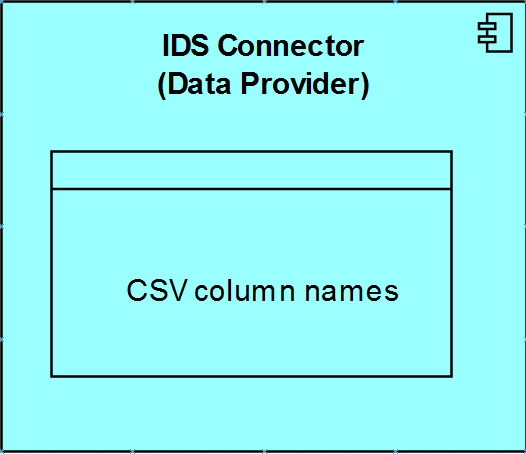 IDS Connector
(Data Provider)
CSV column names